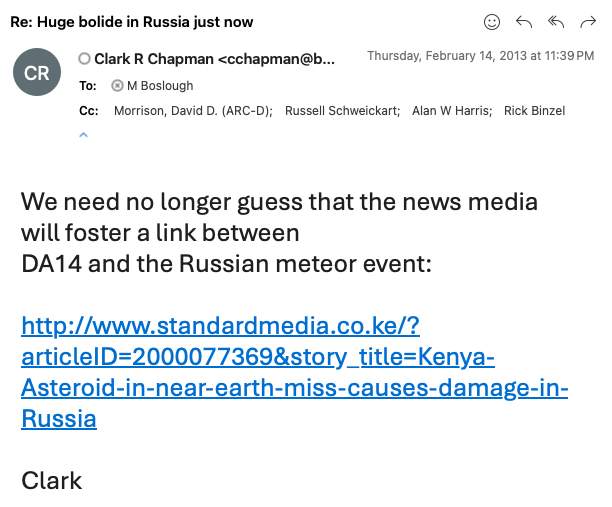 Re: Huge bolide in Russia just now
CR
Clark R Chapman <cchapman@b...
Thursday, February 14, 2013 at 11:39 PM
To: M Boslough
Cc: Morrison, David D. (ARC-D); Russell Schweickart; Alan W Harris; Rick Binzel
We need no longer guess that the news media
will foster a link between
DA14 and the Russian meteor event:
http://www.standardmedia.co.ke/?
articleID=2000077369&story_title=Kenya-
Asteroid-in-near-earth-miss-causes-damage-in-
Russia
Clark